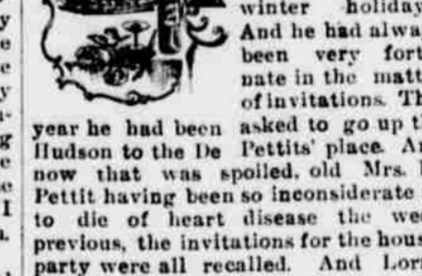 winter holiday
And he had alwa
been very fort
nate in the matt
of invitations. Th
year he had been asked to go up t
Hudson to the De Pettits' place. A
now that was spoiled, old Mrs.
Pettit having been so inconsiderate
to die of heart disease the we
previous, the invitations for the hous
party were all recalled. And Lor